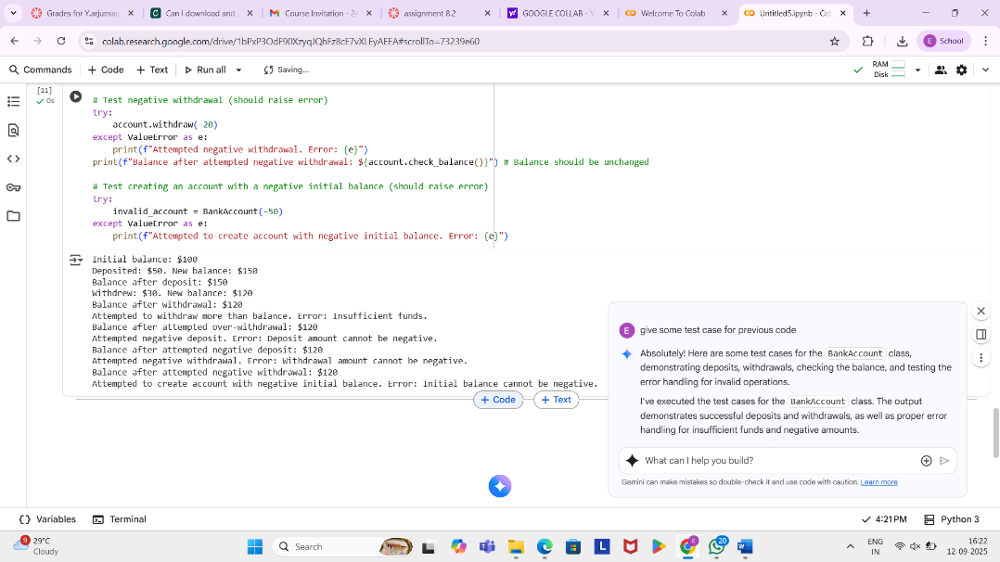 Grades for Y.arjunsag
Can I download and
Course Invitation - 24
assignment 8.2
GOOGLE COLLAB - Y
Welcome To Colab -
Untitled5.ipynb - Col
colab.research.google.com/drive/1bPxP3OdF90XzyqJQhFz8cE7vXLEyAEEA#scrollTo=73239e60
E School
Commands + Code + Text Run all Saving... RAM Disk
[11]
0s
# Test negative withdrawal (should raise error)
try:
account.withdraw(-20)
except ValueError as e:
print(f"Attempted negative withdrawal. Error: {e}")
print(f"Balance after attempted negative withdrawal: ${account.check_balance()}") # Balance should be unchanged
# Test creating an account with a negative initial balance (should raise error)
try:
invalid_account = BankAccount(-50)
except ValueError as e:
print(f"Attempted to create account with negative initial balance. Error: {e}")
Initial balance: $100
Deposited: $50. New balance: $150
Balance after deposit: $150
Withdrew: $30. New balance: $120
Balance after withdrawal: $120
Attempted to withdraw more than balance. Error: Insufficient funds.
Balance after attempted over-withdrawal: $120
Attempted negative deposit. Error: Deposit amount cannot be negative.
Balance after attempted negative deposit: $120
Attempted negative withdrawal. Error: Withdrawal amount cannot be negative.
Balance after attempted negative withdrawal: $120
Attempted to create account with negative initial balance. Error: Initial balance cannot be negative.
+ Code + Text
E give some test case for previous code
Absolutely! Here are some test cases for the BankAccount class,
demonstrating deposits, withdrawals, checking the balance, and testing the
error handling for invalid operations.
I've executed the test cases for the BankAccount class. The output
demonstrates successful deposits and withdrawals, as well as proper error
handling for insufficient funds and negative amounts.
What can I help you build?
Gemini can make mistakes so double-check it and use code with caution. Learn more
{} Variables Terminal 4:21PM Python 3
9
29°C
Cloudy
Search
L
E
20
W
ENG
IN
16:22
12-09-2025